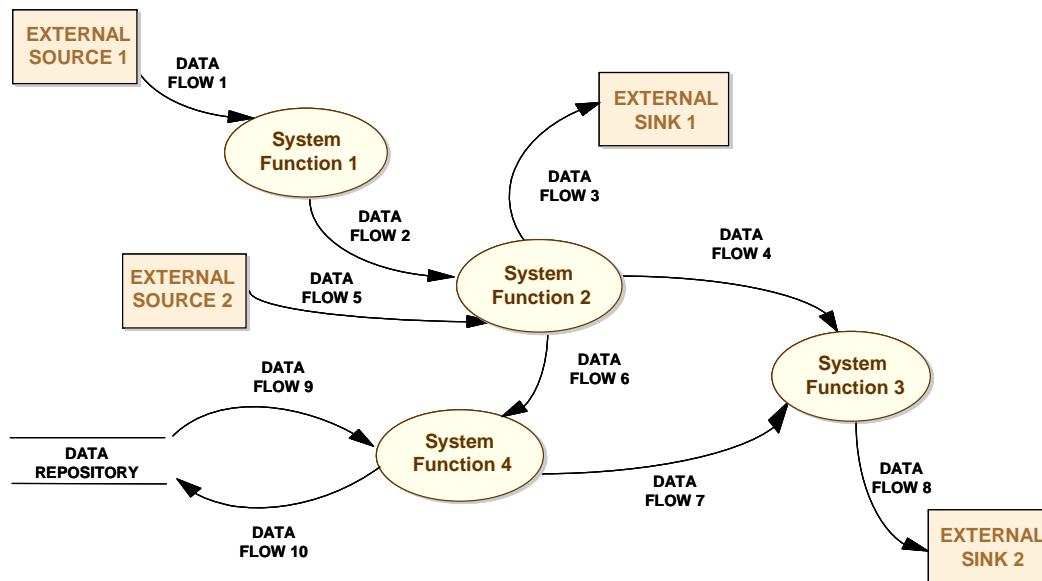 EXTERNAL
SOURCE 1
DATA
FLOW 1
System
Function 1
EXTERNAL
SINK 1
DATA
FLOW 3
DATA
FLOW 2
DATA
FLOW 4
EXTERNAL
SOURCE 2
DATA
FLOW 5
System
Function 2
DATA
FLOW 6
System
Function 3
DATA
FLOW 9
DATA
REPOSITORY
System
Function 4
DATA
FLOW 7
DATA
FLOW 8
DATA
FLOW 10
EXTERNAL
SINK 2